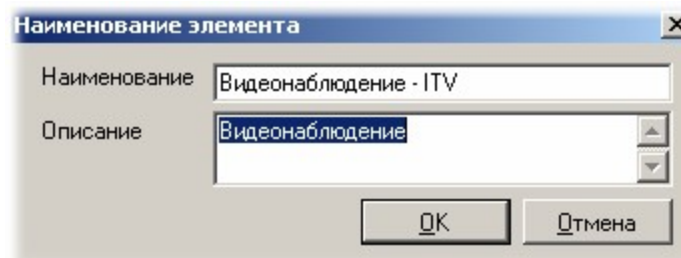 Наименование элемента
Наименование Видеонаблюдение - ITV
Описание Видеонаблюдение
OK Отмена